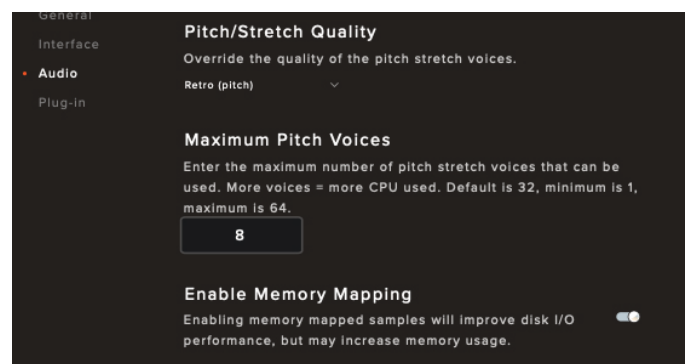 General
Interface
Audio
Plug-in
Pitch/Stretch Quality
Override the quality of the pitch stretch voices.
Retro (pitch)
Maximum Pitch Voices
Enter the maximum number of pitch stretch voices that can be
used. More voices = more CPU used. Default is 32, minimum is 1,
maximum is 64.
8
Enable Memory Mapping
Enabling memory mapped samples will improve disk I/O
performance, but may increase memory usage.